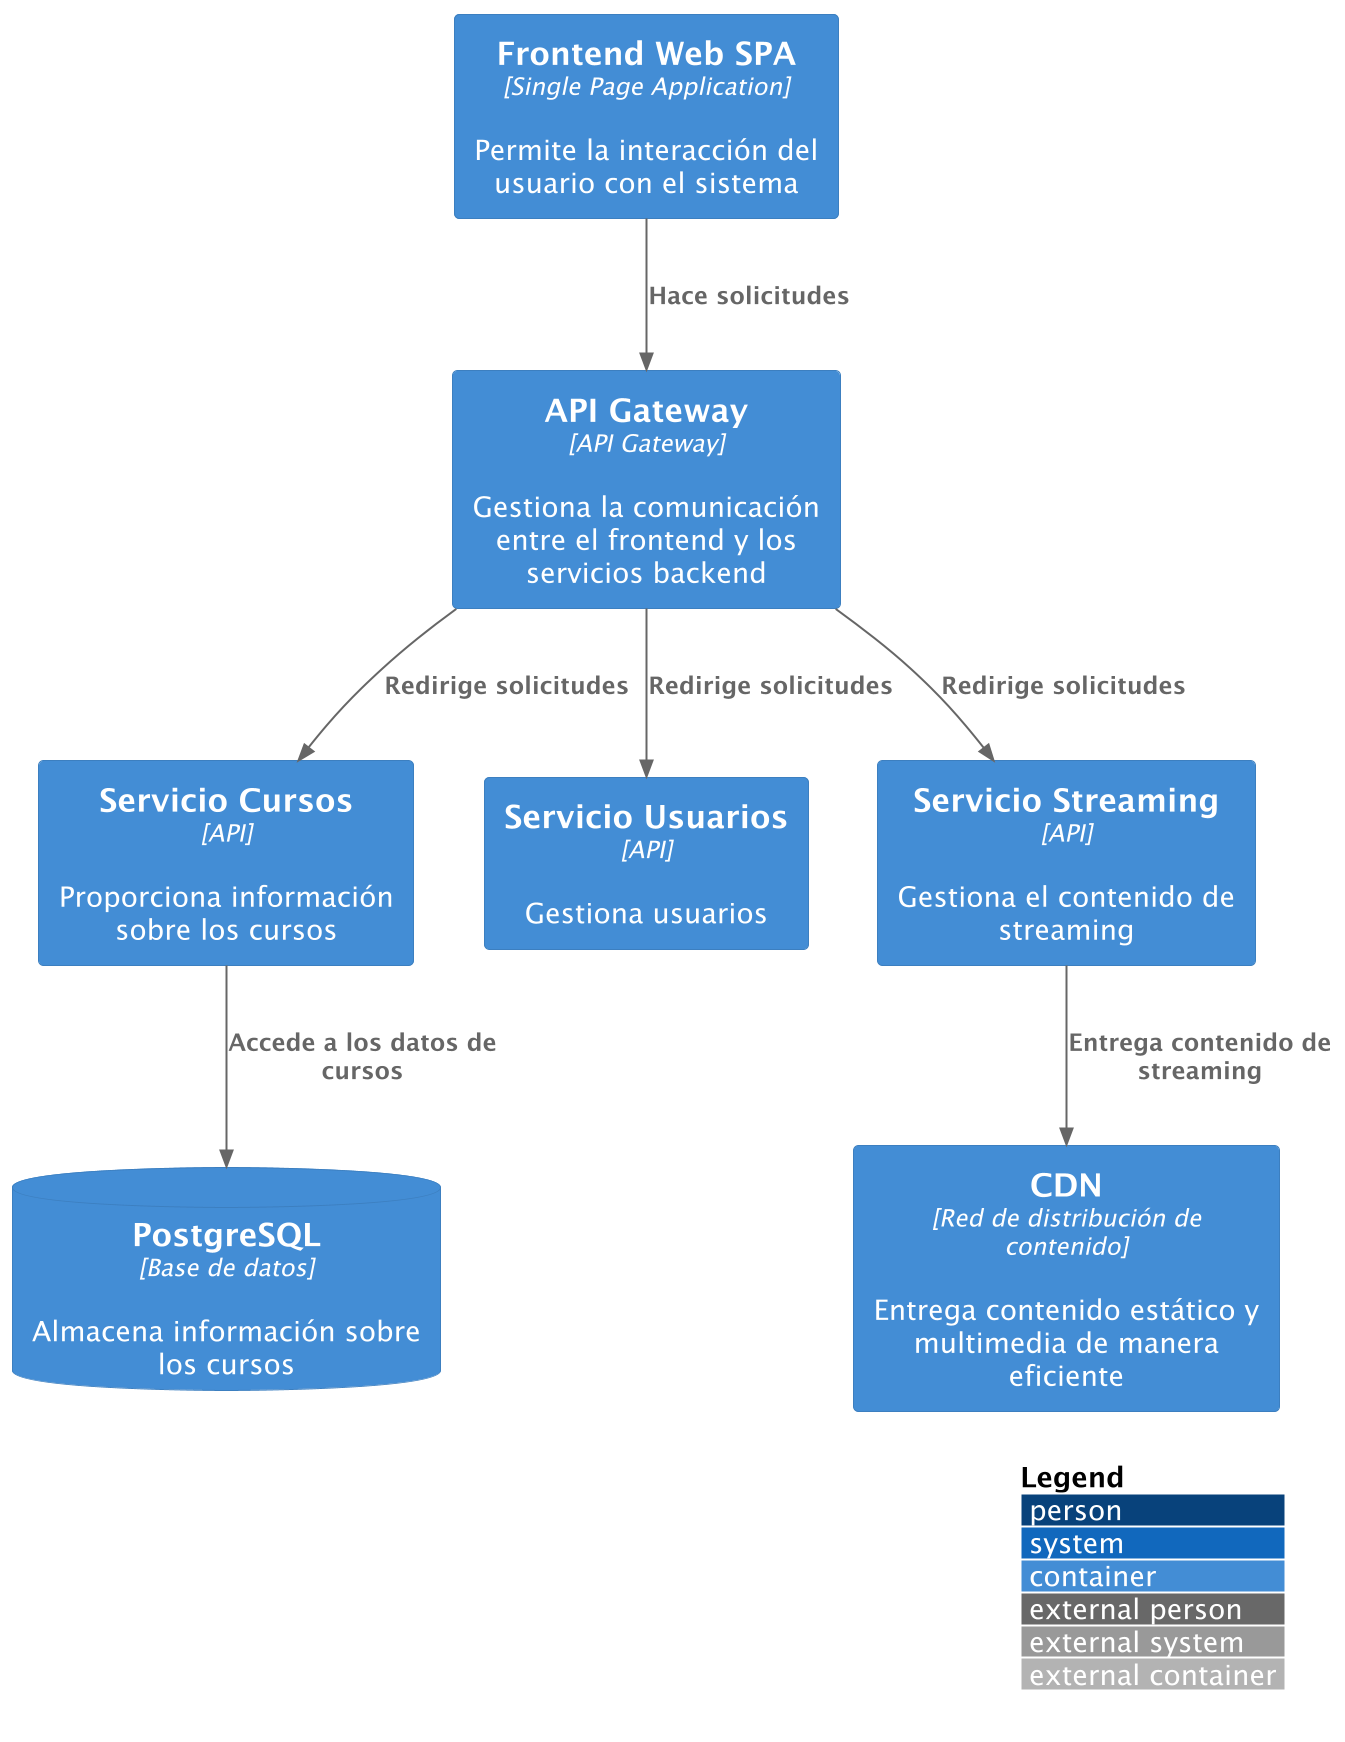 Frontend Web SPA
[Single Page Application]
Permite la interacción del
usuario con el sistema
Hace solicitudes
API Gateway
[API Gateway]
Gestiona la comunicación
entre el frontend y los
servicios backend
Redirige solicitudes
Redirige solicitudes
Redirige solicitudes
Servicio Cursos
[API]
Proporciona información
sobre los cursos
Servicio Usuarios
[API]
Gestiona usuarios
Servicio Streaming
[API]
Gestiona el contenido de
streaming
Accede a los datos de
cursos
Entrega contenido de
streaming
PostgreSQL
[Base de datos]
Almacena información sobre
los cursos
CDN
[Red de distribución de
contenido]
Entrega contenido estático y
multimedia de manera
eficiente
Legend
person
system
container
external person
external system
external container